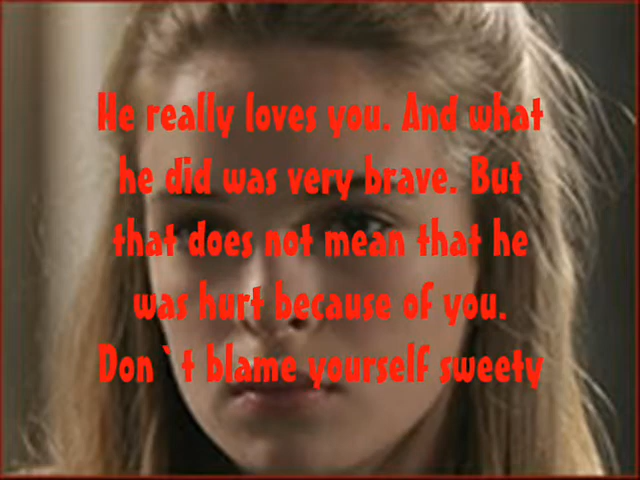 He really loves you. And what
he did was very brave. But
that does not mean that he
was hurt because of you.
Don`t blame yourself sweety